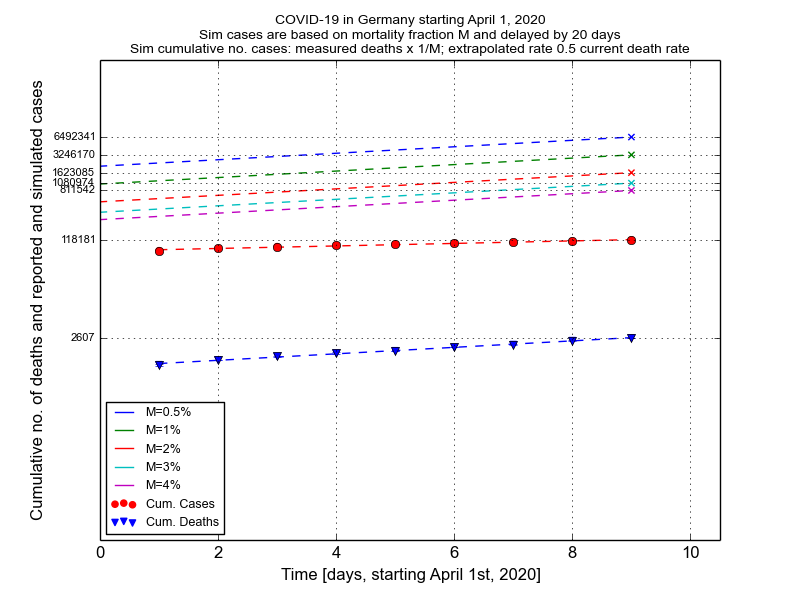 COVID-19 in Germany starting April 1, 2020
Sim cases are based on mortality fraction M and delayed by 20 days
Sim cumulative no. cases: measured deaths x 1/M; extrapolated rate 0.5 current death rate
Cumulative no. of deaths and reported and simulated cases
6492341
3246170
1623085
1080974
811542
118181
2607
M=0.5%
M=1%
M=2%
M=3%
M=4%
Cum. Cases
Cum. Deaths
0 2 4 6 8 10
Time [days, starting April 1st, 2020]